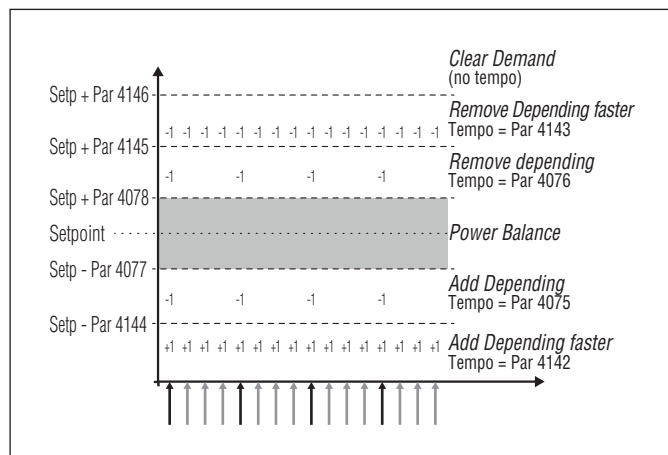 Clear Demand
(no tempo)
Setp + Par 4146
Remove Depending faster
-1 -1 -1 -1 -1 -1 -1 -1 -1 -1 -1 -1 -1 -1 -1 -1
Tempo = Par 4143
Setp + Par 4145
Remove depending
-1 -1 -1 -1
Tempo = Par 4076
Setp + Par 4078
Setpoint
Power Balance
Setp - Par 4077
Add Depending
-1 -1 -1 -1
Tempo = Par 4075
Setp - Par 4144
Add Depending faster
+1 +1 +1 +1 +1 +1 +1 +1 +1 +1 +1 +1 +1 +1 +1 +1
Tempo = Par 4142